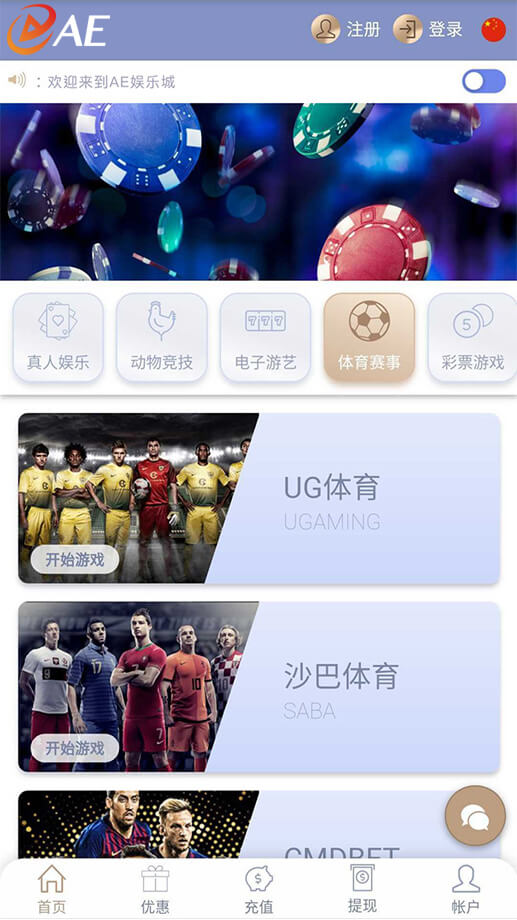 AE
注册
登录
：欢迎来到AE娱乐城
真人娱乐
动物竞技
777
电子游艺
体育赛事
5
彩票游戏
UG体育
UGAMING
开始游戏
沙巴体育
SABA
开始游戏
CMDBET
首页
优惠
充值
提现
帐户